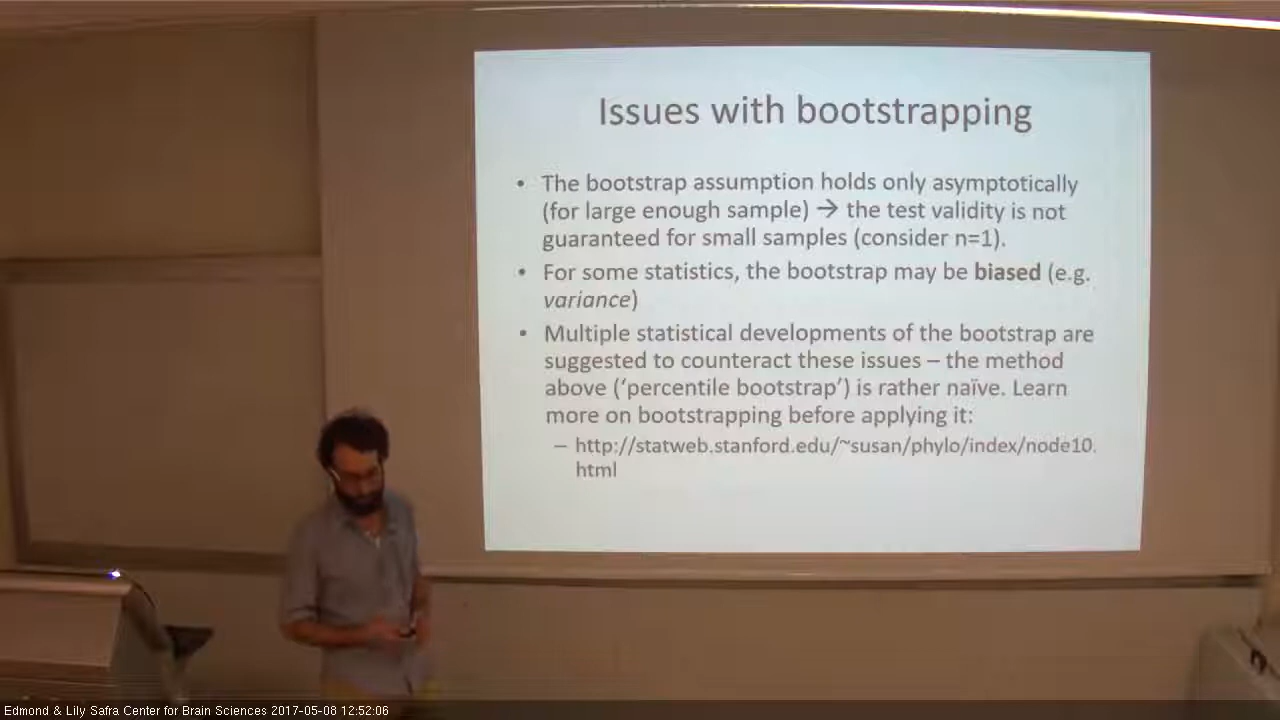 Issues with bootstrapping
• The bootstrap assumption holds only asymptotically
(for large enough sample) → the test validity is not
guaranteed for small samples (consider n=1).
• For some statistics, the bootstrap may be biased (e.g.
variance)
• Multiple statistical developments of the bootstrap are
suggested to counteract these issues – the method
above (‘percentile bootstrap’) is rather naïve. Learn
more on bootstrapping before applying it:
– http://statweb.stanford.edu/~susan/phylo/index/node10.
html
Edmond & Lily Safra Center for Brain Sciences 2017-05-08 12:52:06